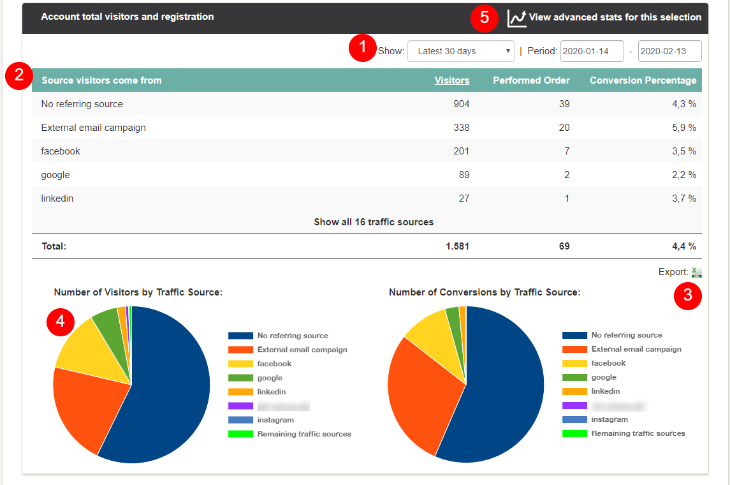 Account total visitors and registration
5
View advanced stats for this selection
1
Show: Latest 30 days | Period: 2020-01-14 - 2020-02-13
2
Source visitors come from Visitors Performed Order Conversion Percentage
No referring source 904 39 4,3 %
External email campaign 338 20 5,9 %
facebook 201 7 3,5 %
google 89 2 2,2 %
linkedin 27 1 3,7 %
Show all 16 traffic sources
Total: 1.581 69 4,4 %
Export:
3
Number of Visitors by Traffic Source:
4
No referring source
External email campaign
facebook
google
linkedin
instagram
Remaining traffic sources
Number of Conversions by Traffic Source:
No referring source
External email campaign
facebook
google
linkedin
instagram
Remaining traffic sources